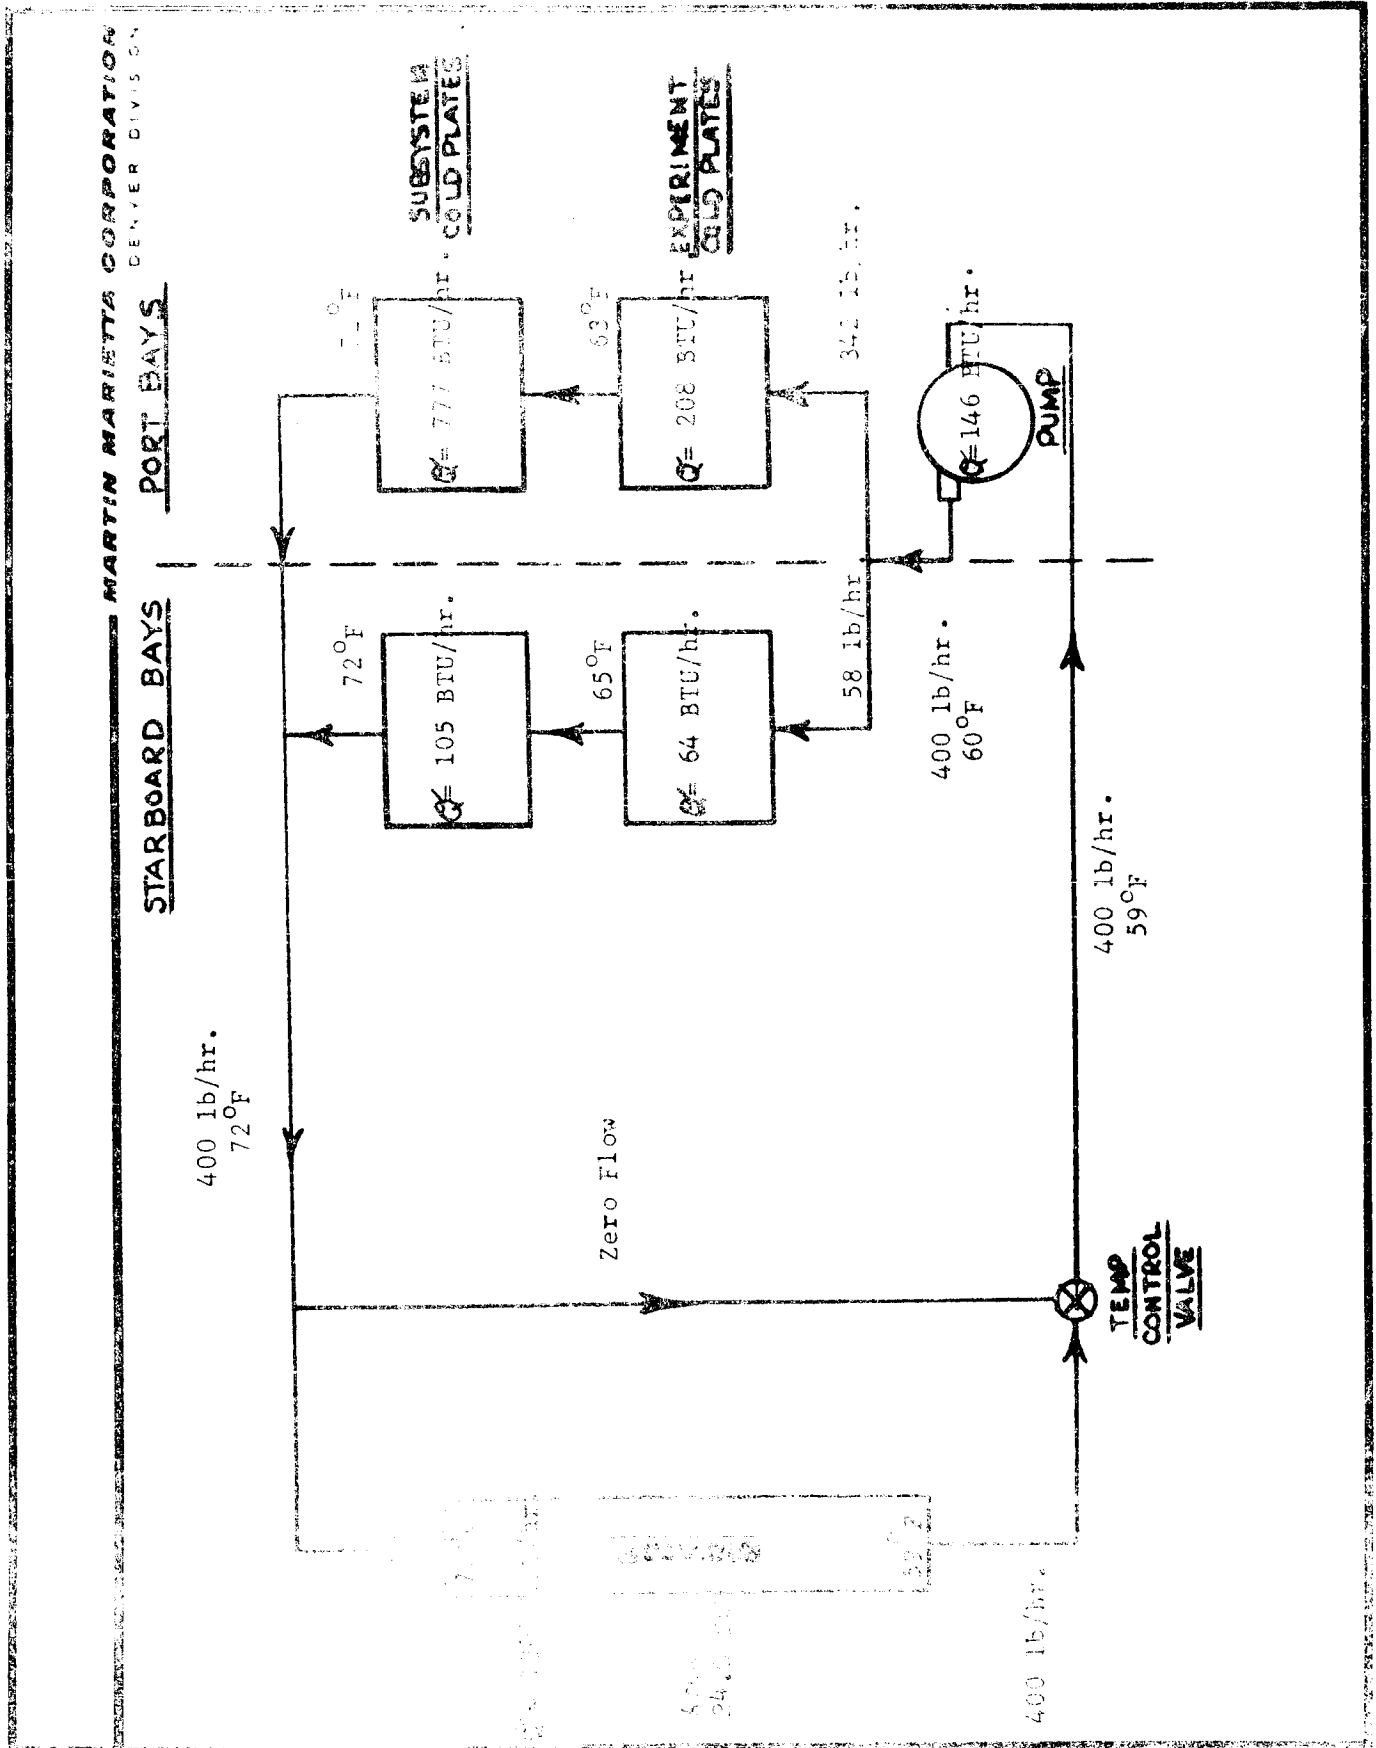 MARTIN MARIETTA CORPORATION
DENVER DIVISION
STARBOARD BAYS
PORT BAYS
400 lb/hr.
72°F
72°F
SUBSYSTEM
COLD PLATES
Q= 105 BTU/hr.
Q= 777 BTU/hr.
65°F
63°F
EXPERIMENT
COLD PLATES
Q= 64 BTU/hr.
Q= 208 BTU/hr
Zero Flow
58 lb/hr
342 lb/hr.
400 lb/hr.
60°F
Q=146 BTU/hr.
PUMP
400 lb/hr.
59°F
400 lb/hr.
TEMP
CONTROL
VALVE